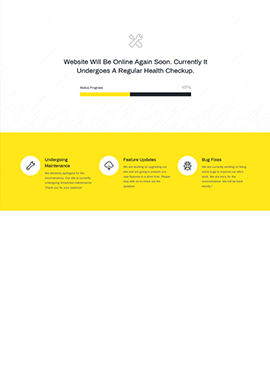 Website Will Be Online Again Soon. Currently It
Undergoes A Regular Health Checkup.
Status Progress
Undergoing
Maintenance
We sincerely apologize for the
inconvenience. Our site is currently
undergoing scheduled maintenance
Thank you for your patience!
Feature Updates
We are working on upgrading our
site and are going to publish our
new features in a short time. Please
stay with us to check out the
updates!
Bug Fixes
We are currently working on fixing
some bugs to improve our site's
work. We are sorry for the
inconvenience. We will be back
shortly!